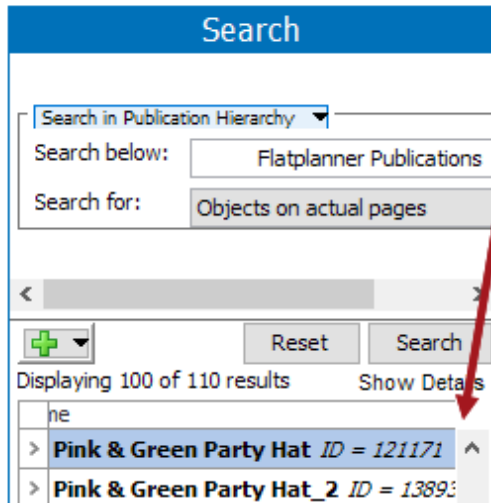 Search
Search in Publication Hierarchy
Search below: Flatplanner Publications
Search for: Objects on actual pages
Reset Search
Displaying 100 of 110 results Show Details
me
Pink & Green Party Hat ID = 121171
Pink & Green Party Hat_2 ID = 13893